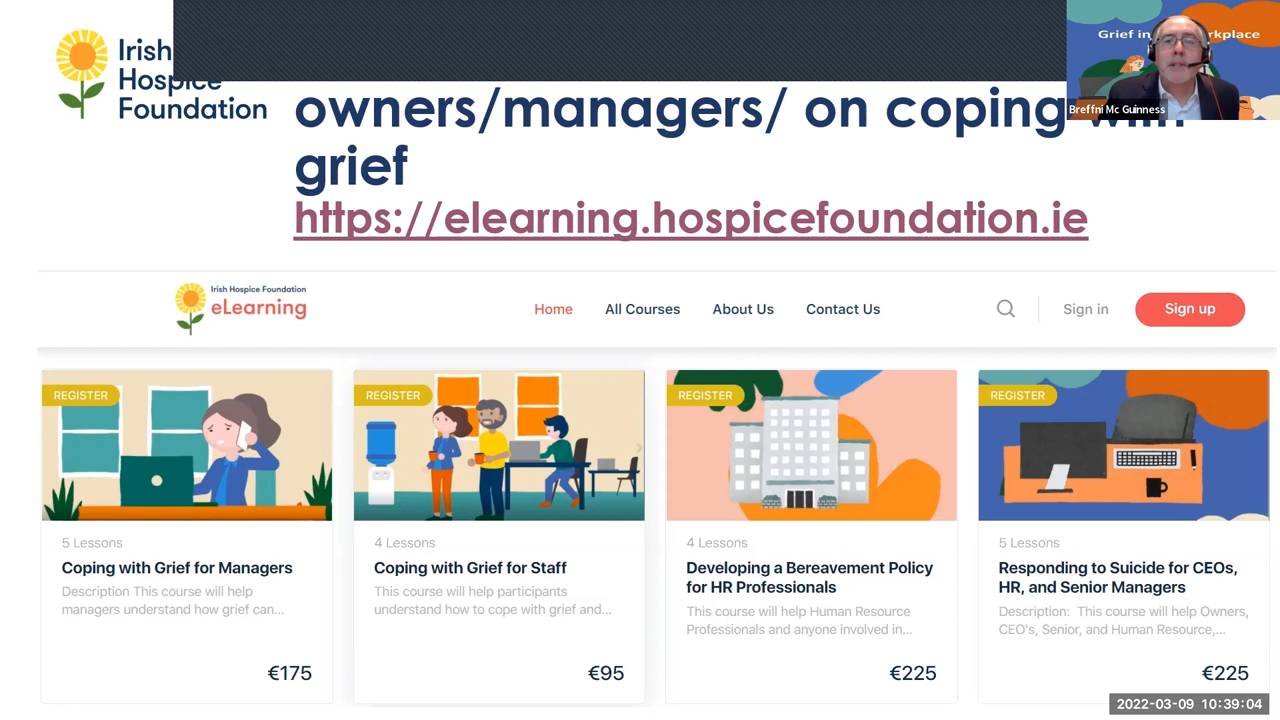 Irish
Hospice
Foundation
Grief in
rkplace
Breffni Mc Guinness
owners/managers/ on coping with
grief
https://elearning.hospicefoundation.ie
Irish Hospice Foundation
eLearning
Home
All Courses
About Us
Contact Us
Sign in
Sign up
REGISTER
5 Lessons
Coping with Grief for Managers
Description This course will help
managers understand how grief can...
€175
REGISTER
4 Lessons
Coping with Grief for Staff
This course will help participants
understand how to cope with grief and...
€95
REGISTER
4 Lessons
Developing a Bereavement Policy
for HR Professionals
This course will help Human Resource
Professionals and anyone involved in...
€225
REGISTER
5 Lessons
Responding to Suicide for CEOs,
HR, and Senior Managers
Description: This course will help Owners,
CEO's, Senior, and Human Resource,...
€225
2022-03-09 10:39:04